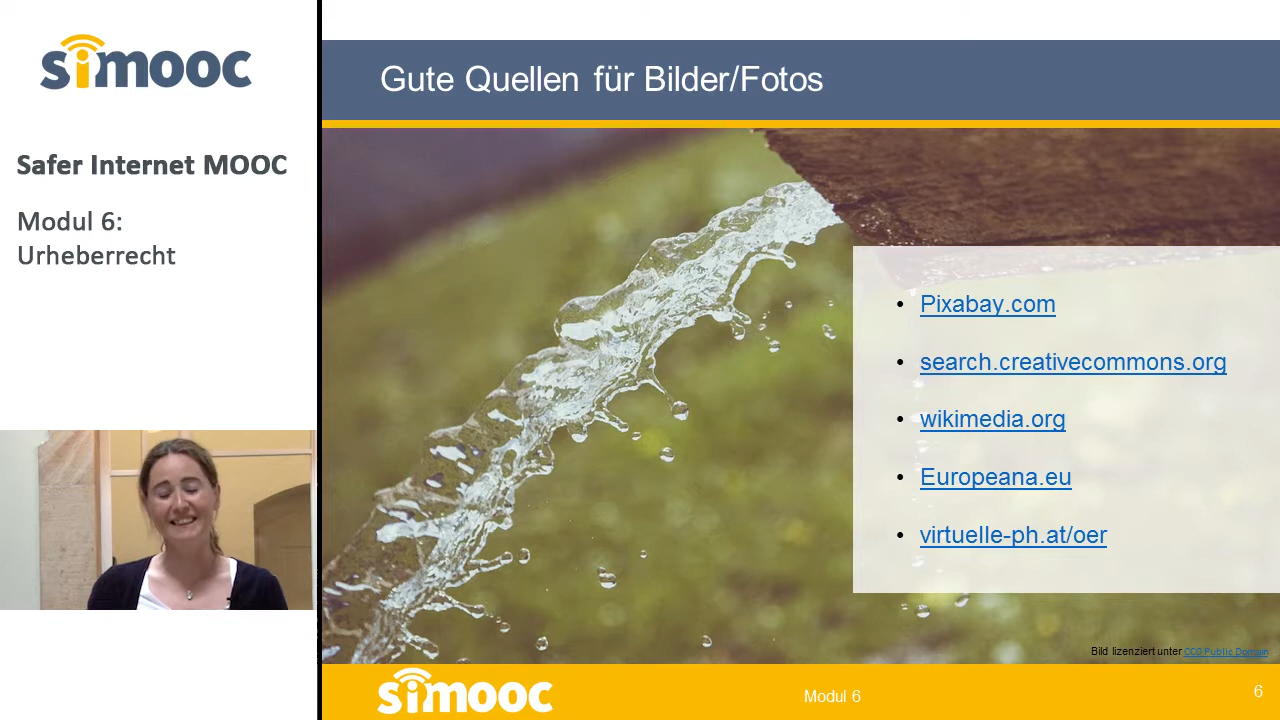 simooc
Safer Internet MOOC
Modul 6:
Urheberrecht
Gute Quellen für Bilder/Fotos
• Pixabay.com
• search.creativecommons.org
• wikimedia.org
• Europeana.eu
• virtuelle-ph.at/oer
Bild lizenziert unter CC0 Public Domain
simooc
Modul 6
6